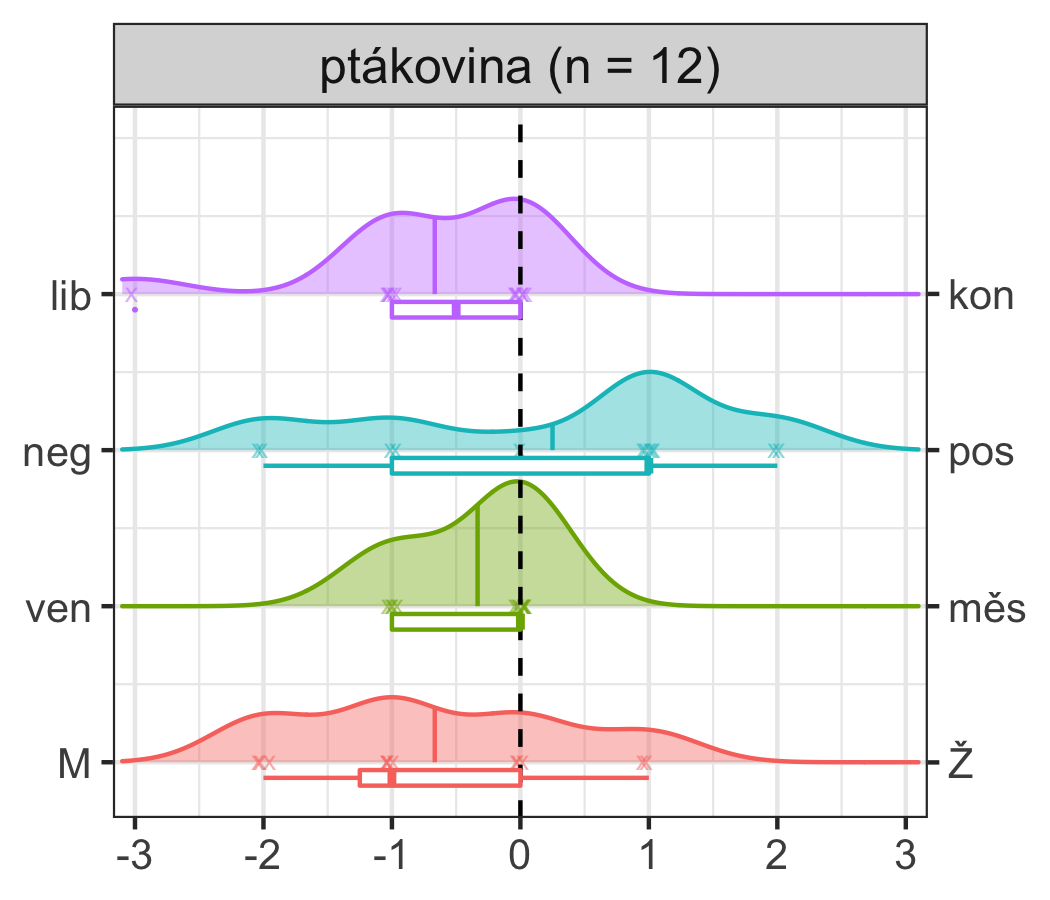 ptákovina (n = 12)
lib kon
neg pos
ven měs
M Ž
-3 -2 -1 0 1 2 3